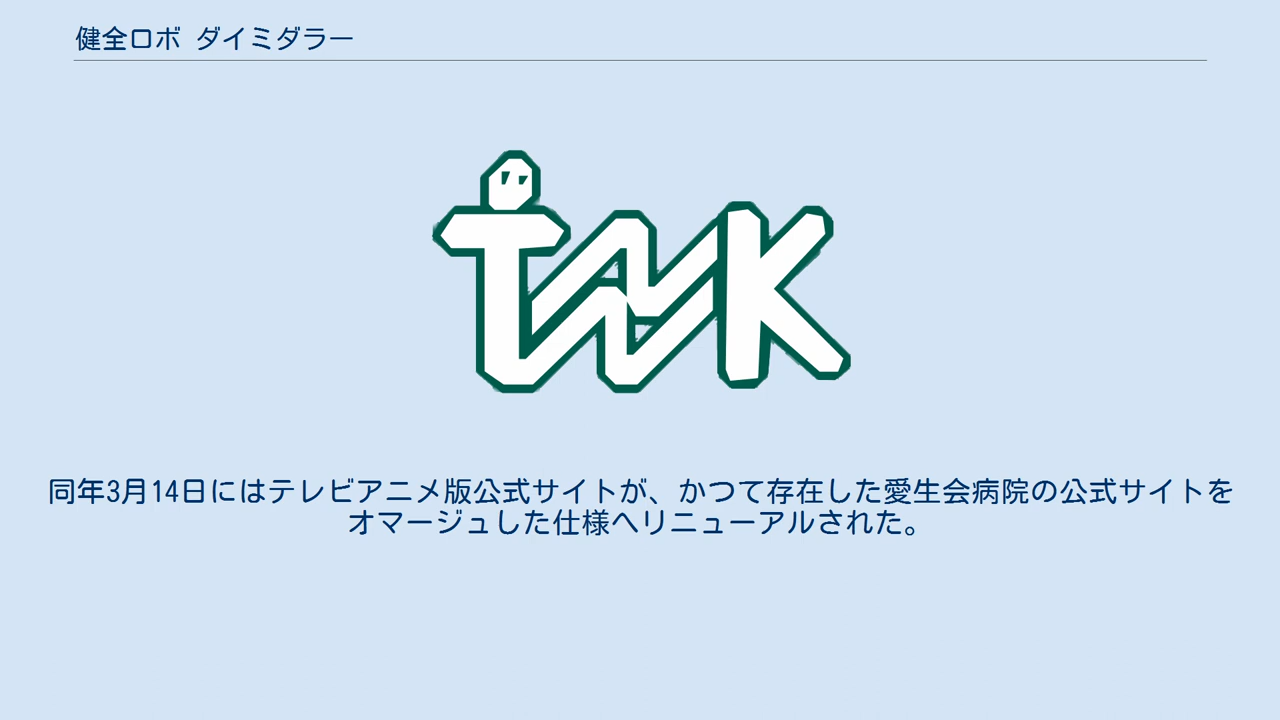 健全ロボ ダイミダラー
TNK
同年3月14日にはテレビアニメ版公式サイトが、かつて存在した愛生会病院の公式サイトを
オマージュした仕様へリニューアルされた。